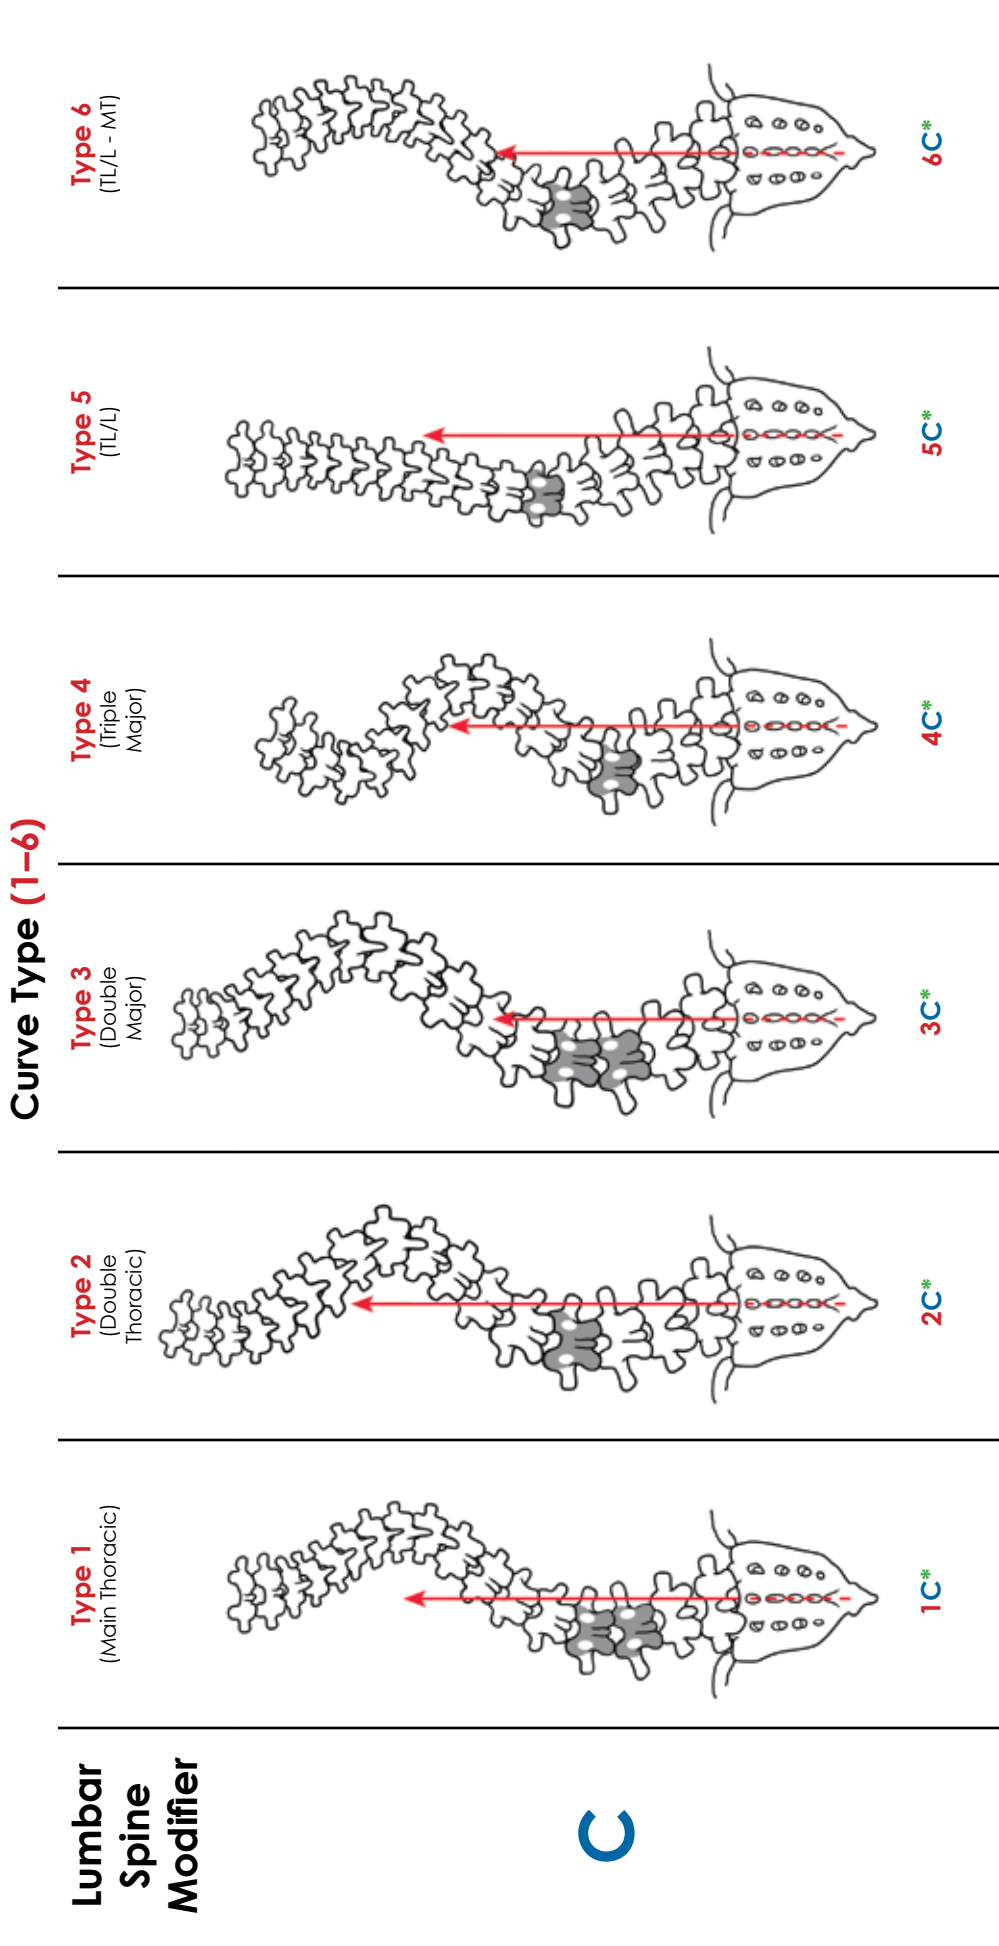 Curve Type (1–6)
Lumbar
Spine
Modifier
Type 1
(Main Thoracic)
Type 2
(Double
Thoracic)
Type 3
(Double
Major)
Type 4
(Triple
Major)
Type 5
(TL/L)
Type 6
(TL/L - MT)
C
1C*
2C*
3C*
4C*
5C*
6C*